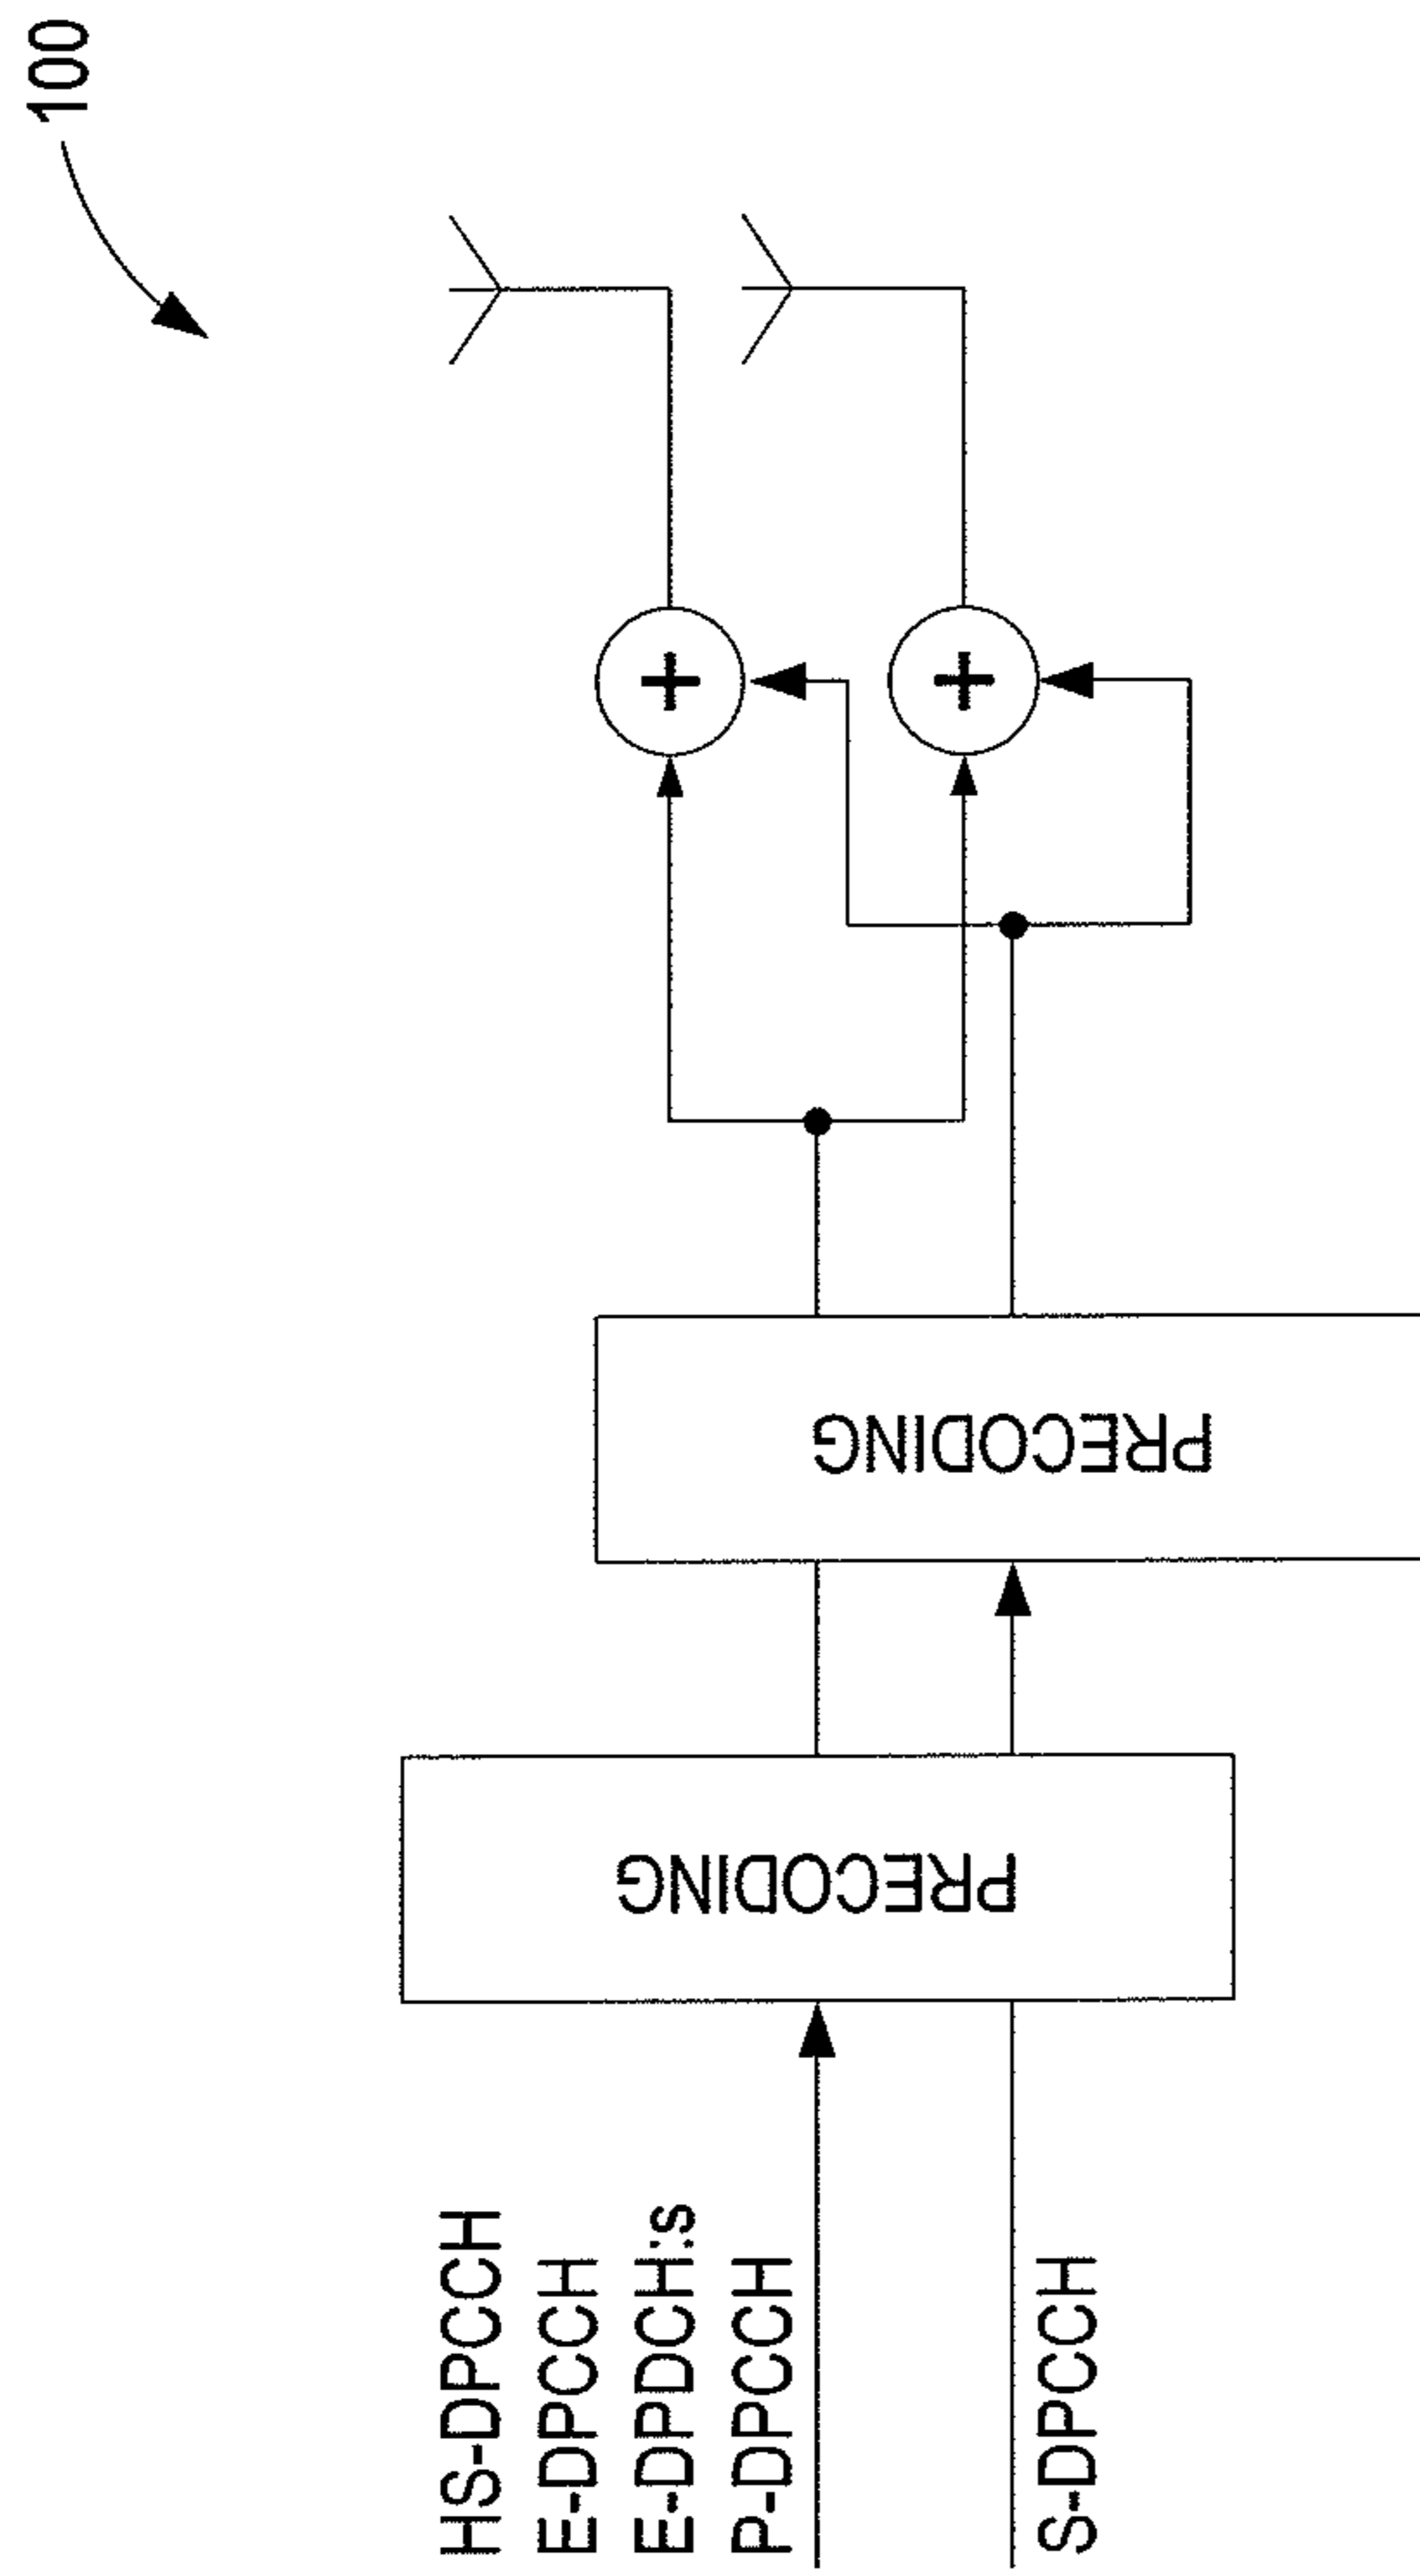 100
HS-DPCCH
E-DPCCH
E-DPDCH:s
P-DPCCH
S-DPCCH
PRECODING
PRECODING